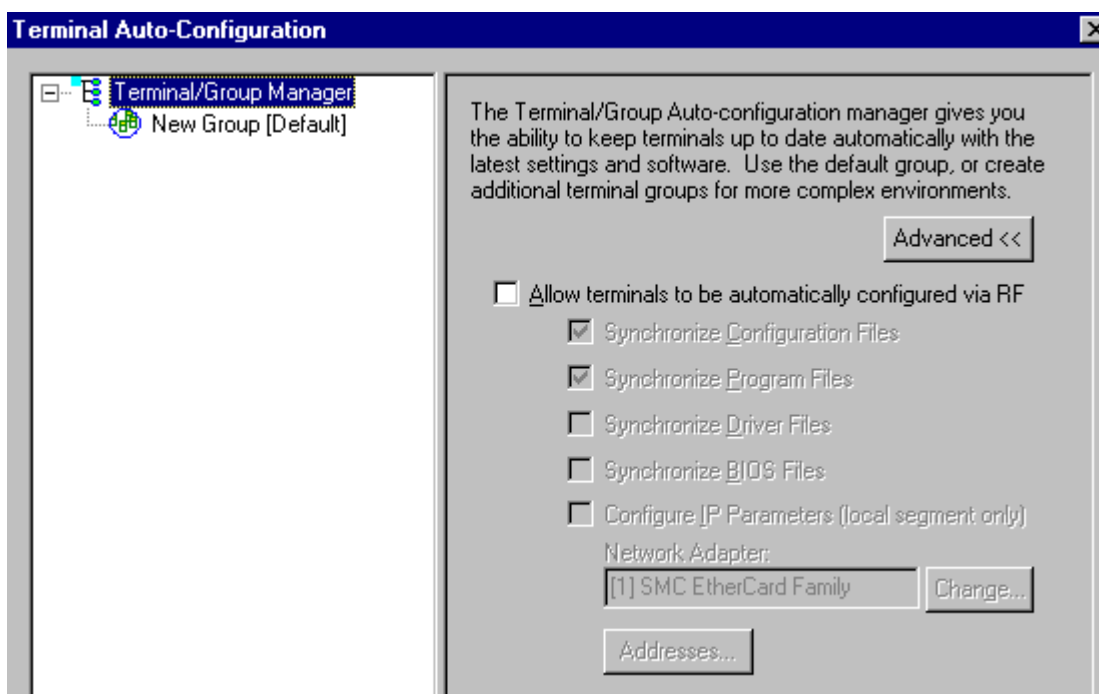 Terminal Auto-Configuration
Terminal/Group Manager
New Group [Default]
The Terminal/Group Auto-configuration manager gives you
the ability to keep terminals up to date automatically with the
latest settings and software. Use the default group, or create
additional terminal groups for more complex environments.
Advanced <<
Allow terminals to be automatically configured via RF
Synchronize Configuration Files
Synchronize Program Files
Synchronize Driver Files
Synchronize BIOS Files
Configure IP Parameters (local segment only)
Network Adapter:
[1] SMC EtherCard Family
Change...
Addresses...